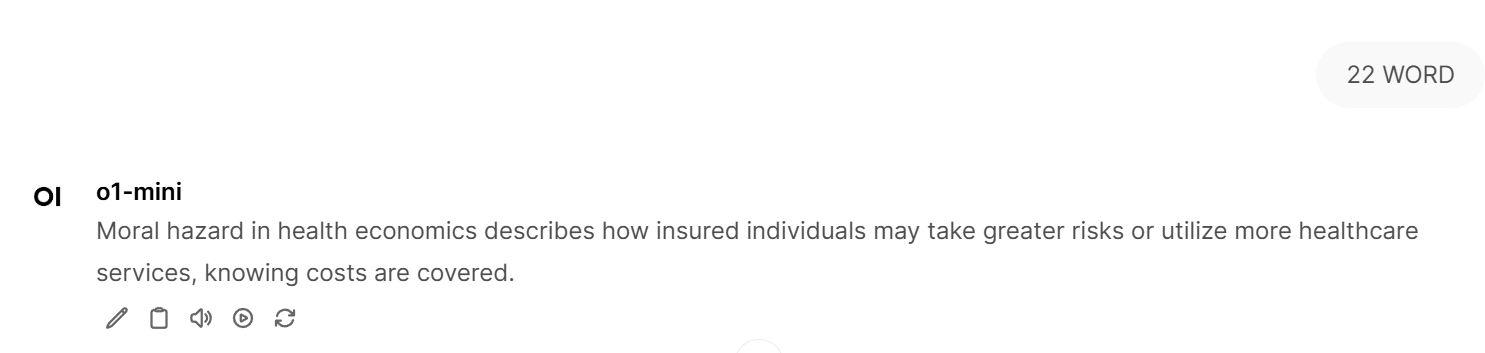 22 WORD
OI
o1-mini
Moral hazard in health economics describes how insured individuals may take greater risks or utilize more healthcare
services, knowing costs are covered.